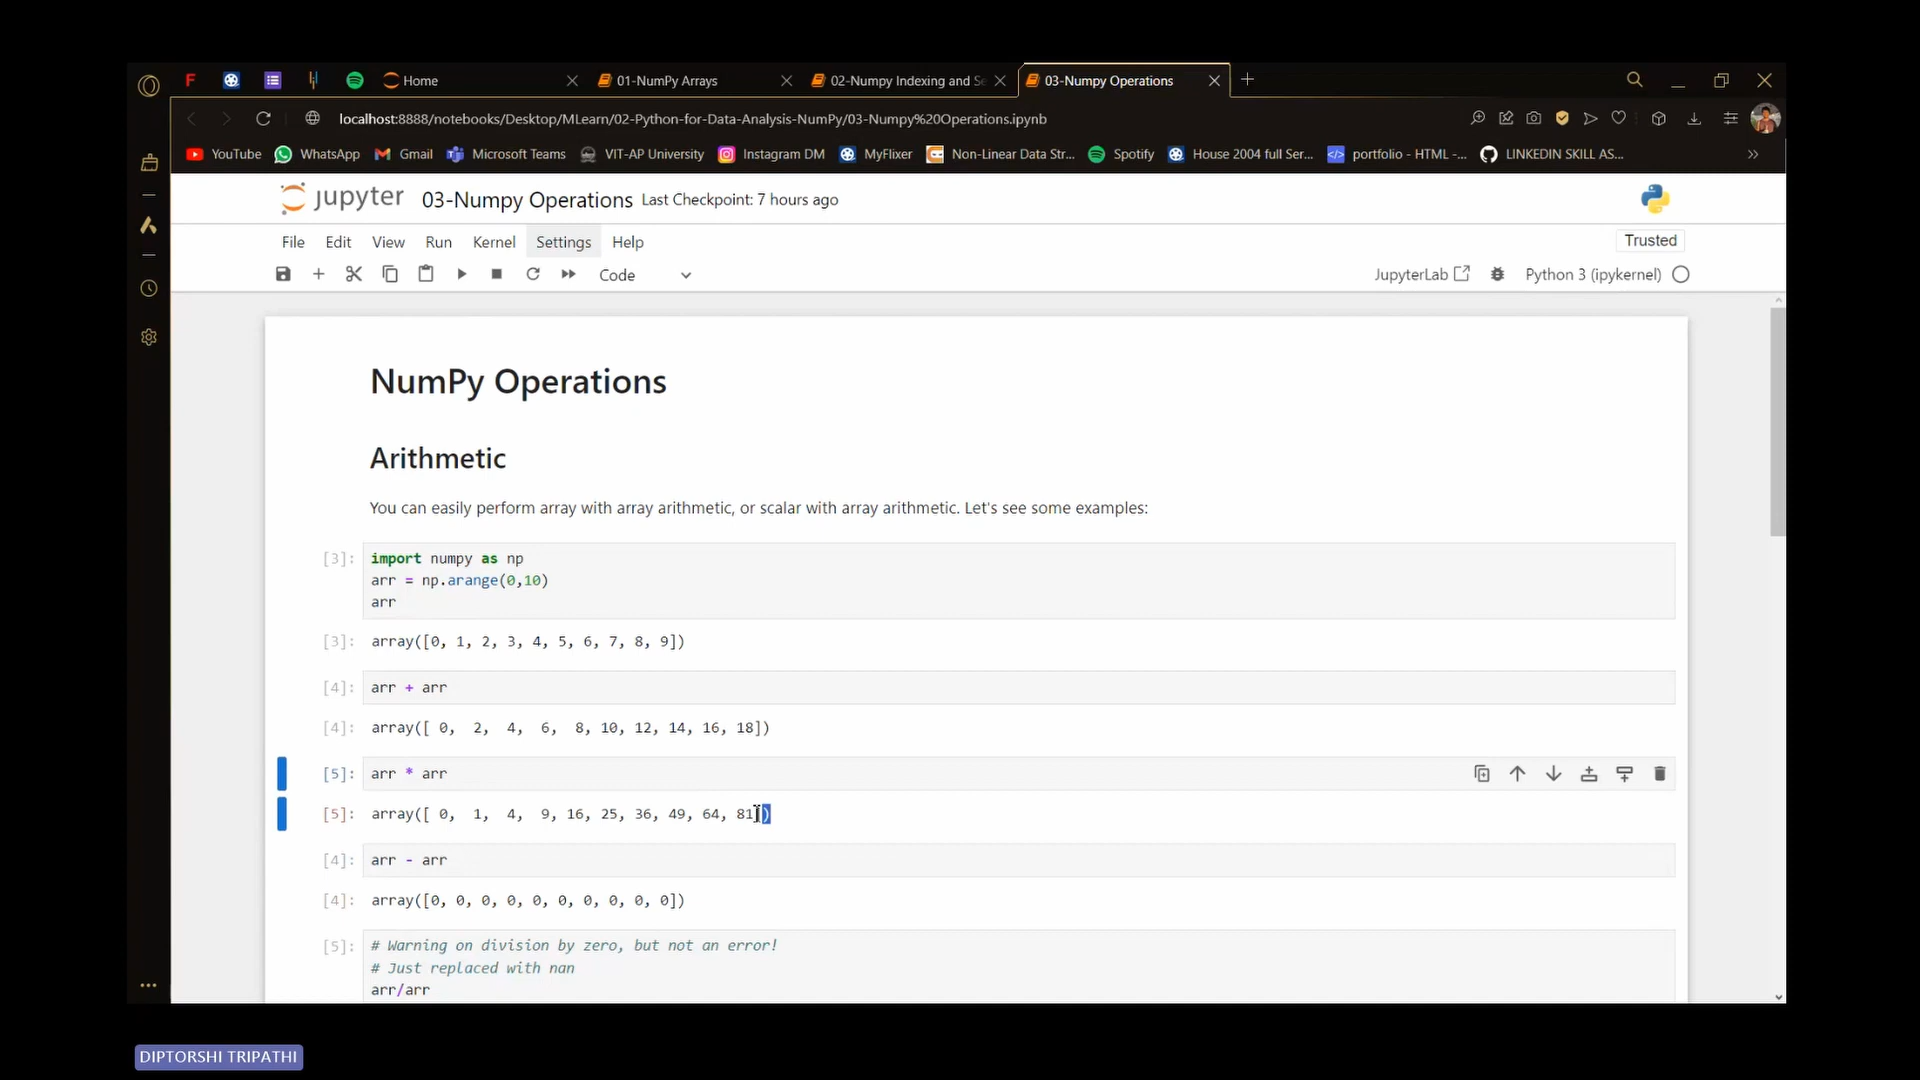 Home
01-NumPy Arrays
02-Numpy Indexing and Se
03-Numpy Operations
localhost:8888/notebooks/Desktop/MLearn/02-Python-for-Data-Analysis-NumPy/03-Numpy%20Operations.ipynb
YouTube WhatsApp Gmail Microsoft Teams VIT-AP University Instagram DM MyFlixer Non-Linear Data Str... Spotify House 2004 full Ser... portfolio - HTML -... LINKEDIN SKILL AS...
jupyter 03-Numpy Operations Last Checkpoint: 7 hours ago
File Edit View Run Kernel Settings Help
Trusted
Code
JupyterLab
Python 3 (ipykernel)
NumPy Operations
Arithmetic
You can easily perform array with array arithmetic, or scalar with array arithmetic. Let's see some examples:
[3]: import numpy as np
arr = np.arange(0,10)
arr
[3]: array([0, 1, 2, 3, 4, 5, 6, 7, 8, 9])
[4]: arr + arr
[4]: array([ 0,  2,  4,  6,  8, 10, 12, 14, 16, 18])
[5]: arr * arr
[5]: array([ 0,  1,  4,  9, 16, 25, 36, 49, 64, 81])
[4]: arr - arr
[4]: array([0, 0, 0, 0, 0, 0, 0, 0, 0, 0])
[5]: # Warning on division by zero, but not an error!
# Just replaced with nan
arr/arr
DIPTORSHI TRIPATHI